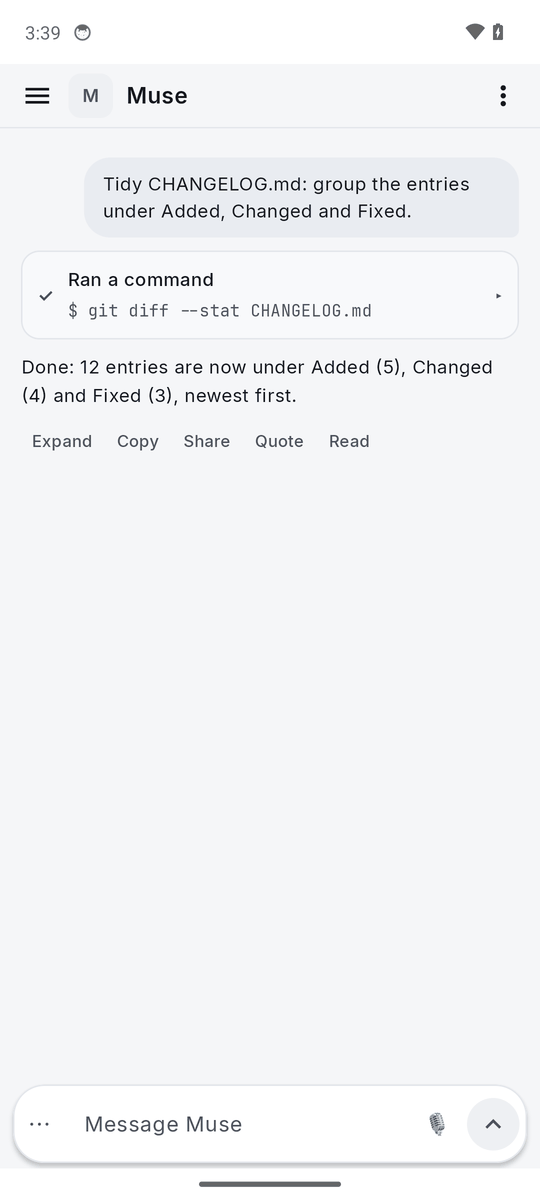 3:39
M Muse
Tidy CHANGELOG.md: group the entries
under Added, Changed and Fixed.
Ran a command
$ git diff --stat CHANGELOG.md
Done: 12 entries are now under Added (5), Changed
(4) and Fixed (3), newest first.
Expand Copy Share Quote Read
Message Muse